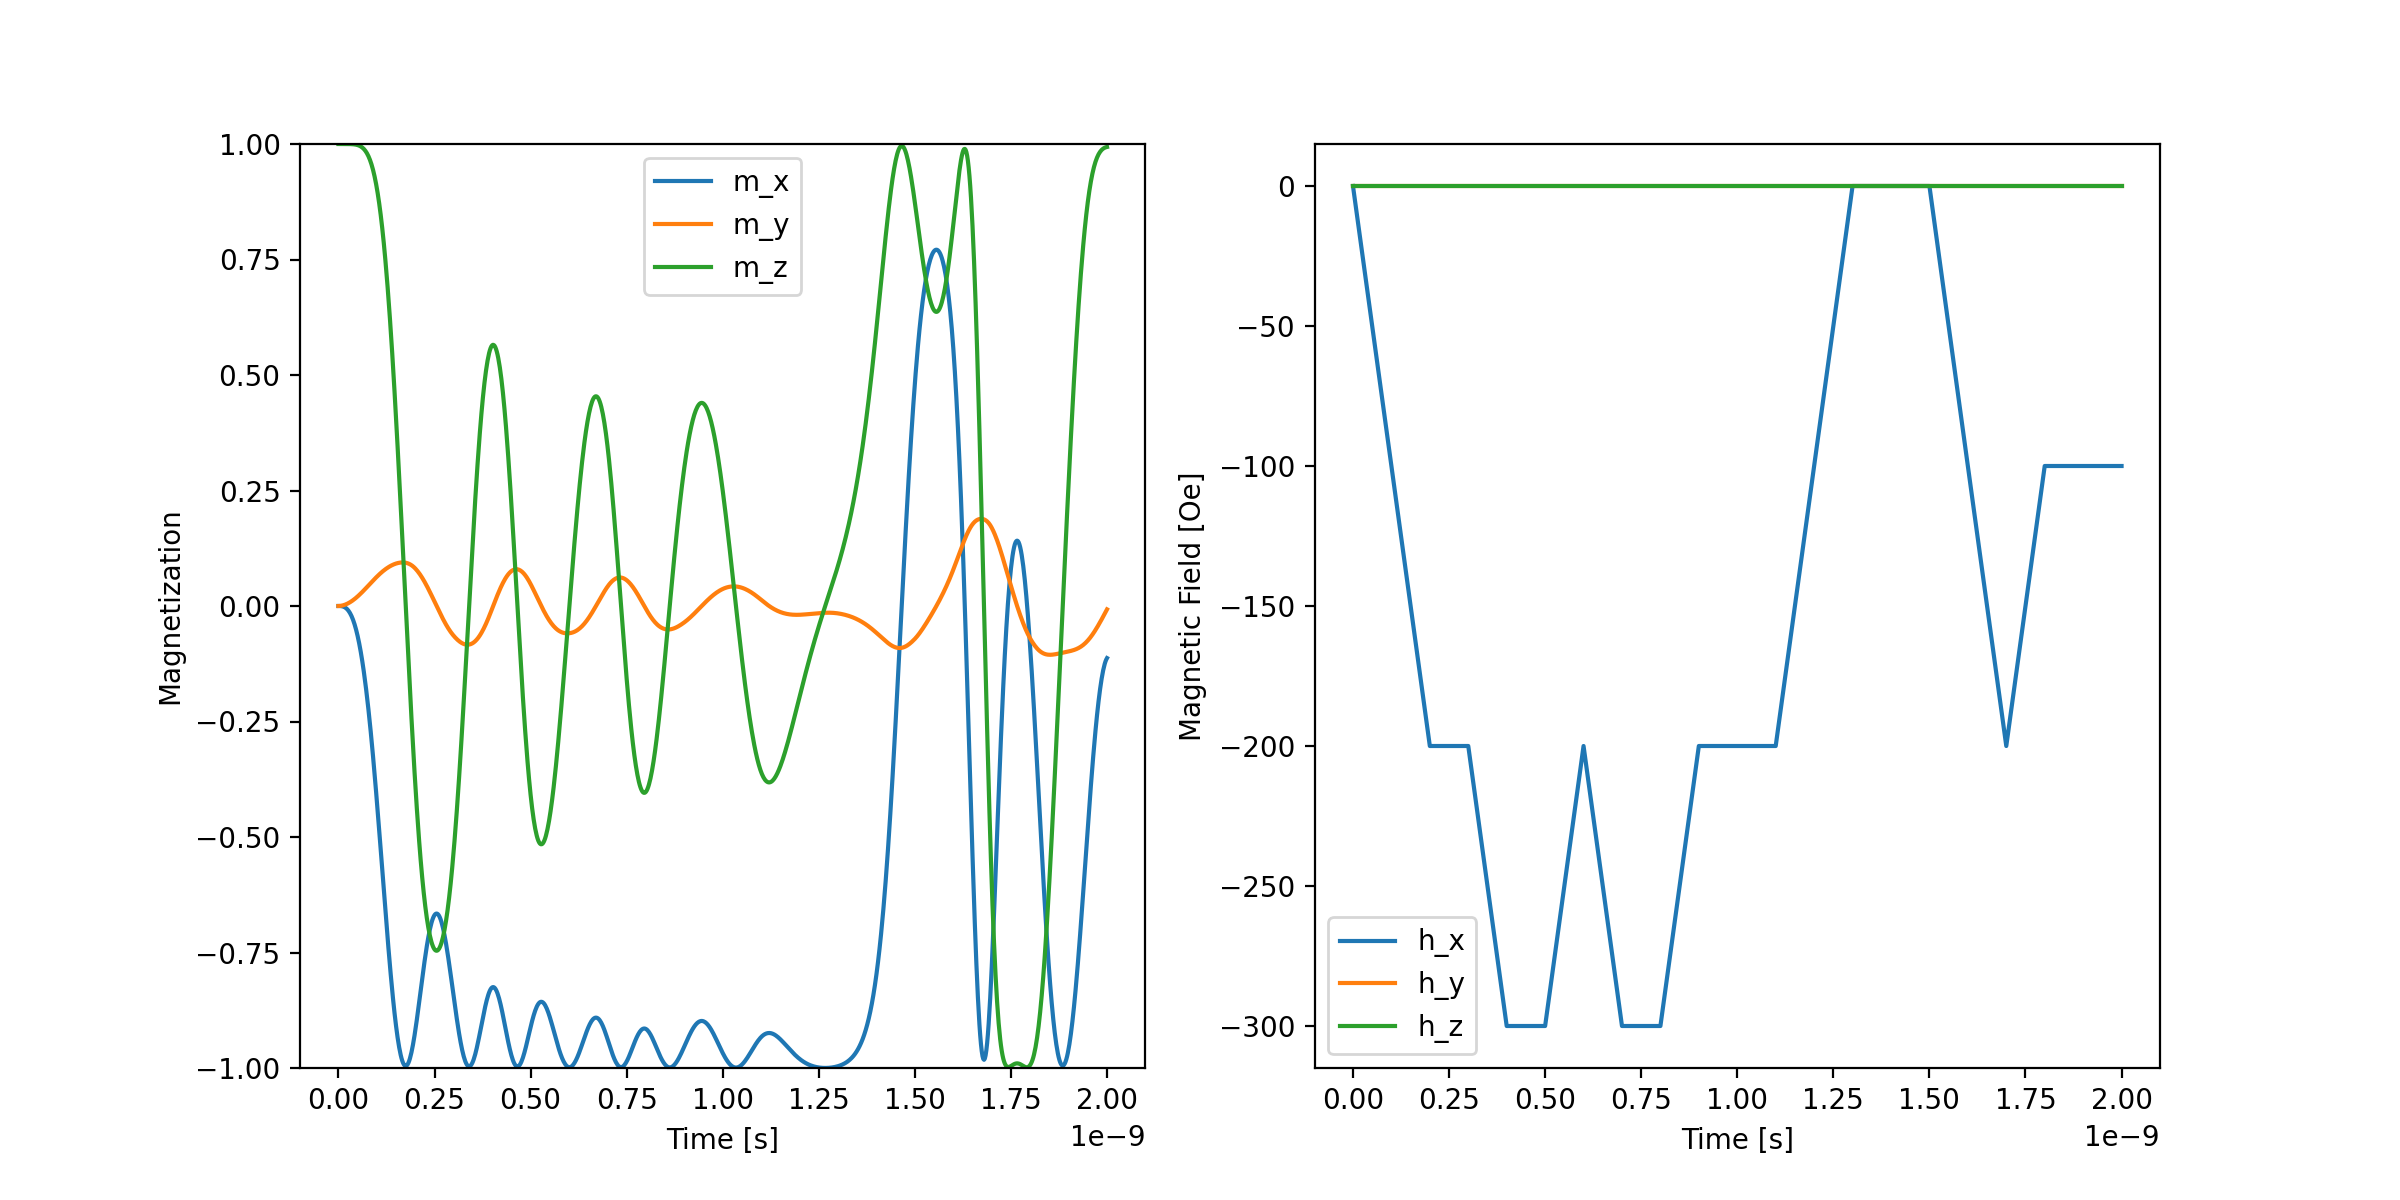 Magnetization
1.00
0.75
0.50
0.25
0.00
−0.25
−0.50
−0.75
−1.00
m_x
m_y
m_z
0.00 0.25 0.50 0.75 1.00 1.25 1.50 1.75 2.00
1e−9
Time [s]
Magnetic Field [Oe]
0
−50
−100
−150
−200
−250
−300
h_x
h_y
h_z
0.00 0.25 0.50 0.75 1.00 1.25 1.50 1.75 2.00
1e−9
Time [s]